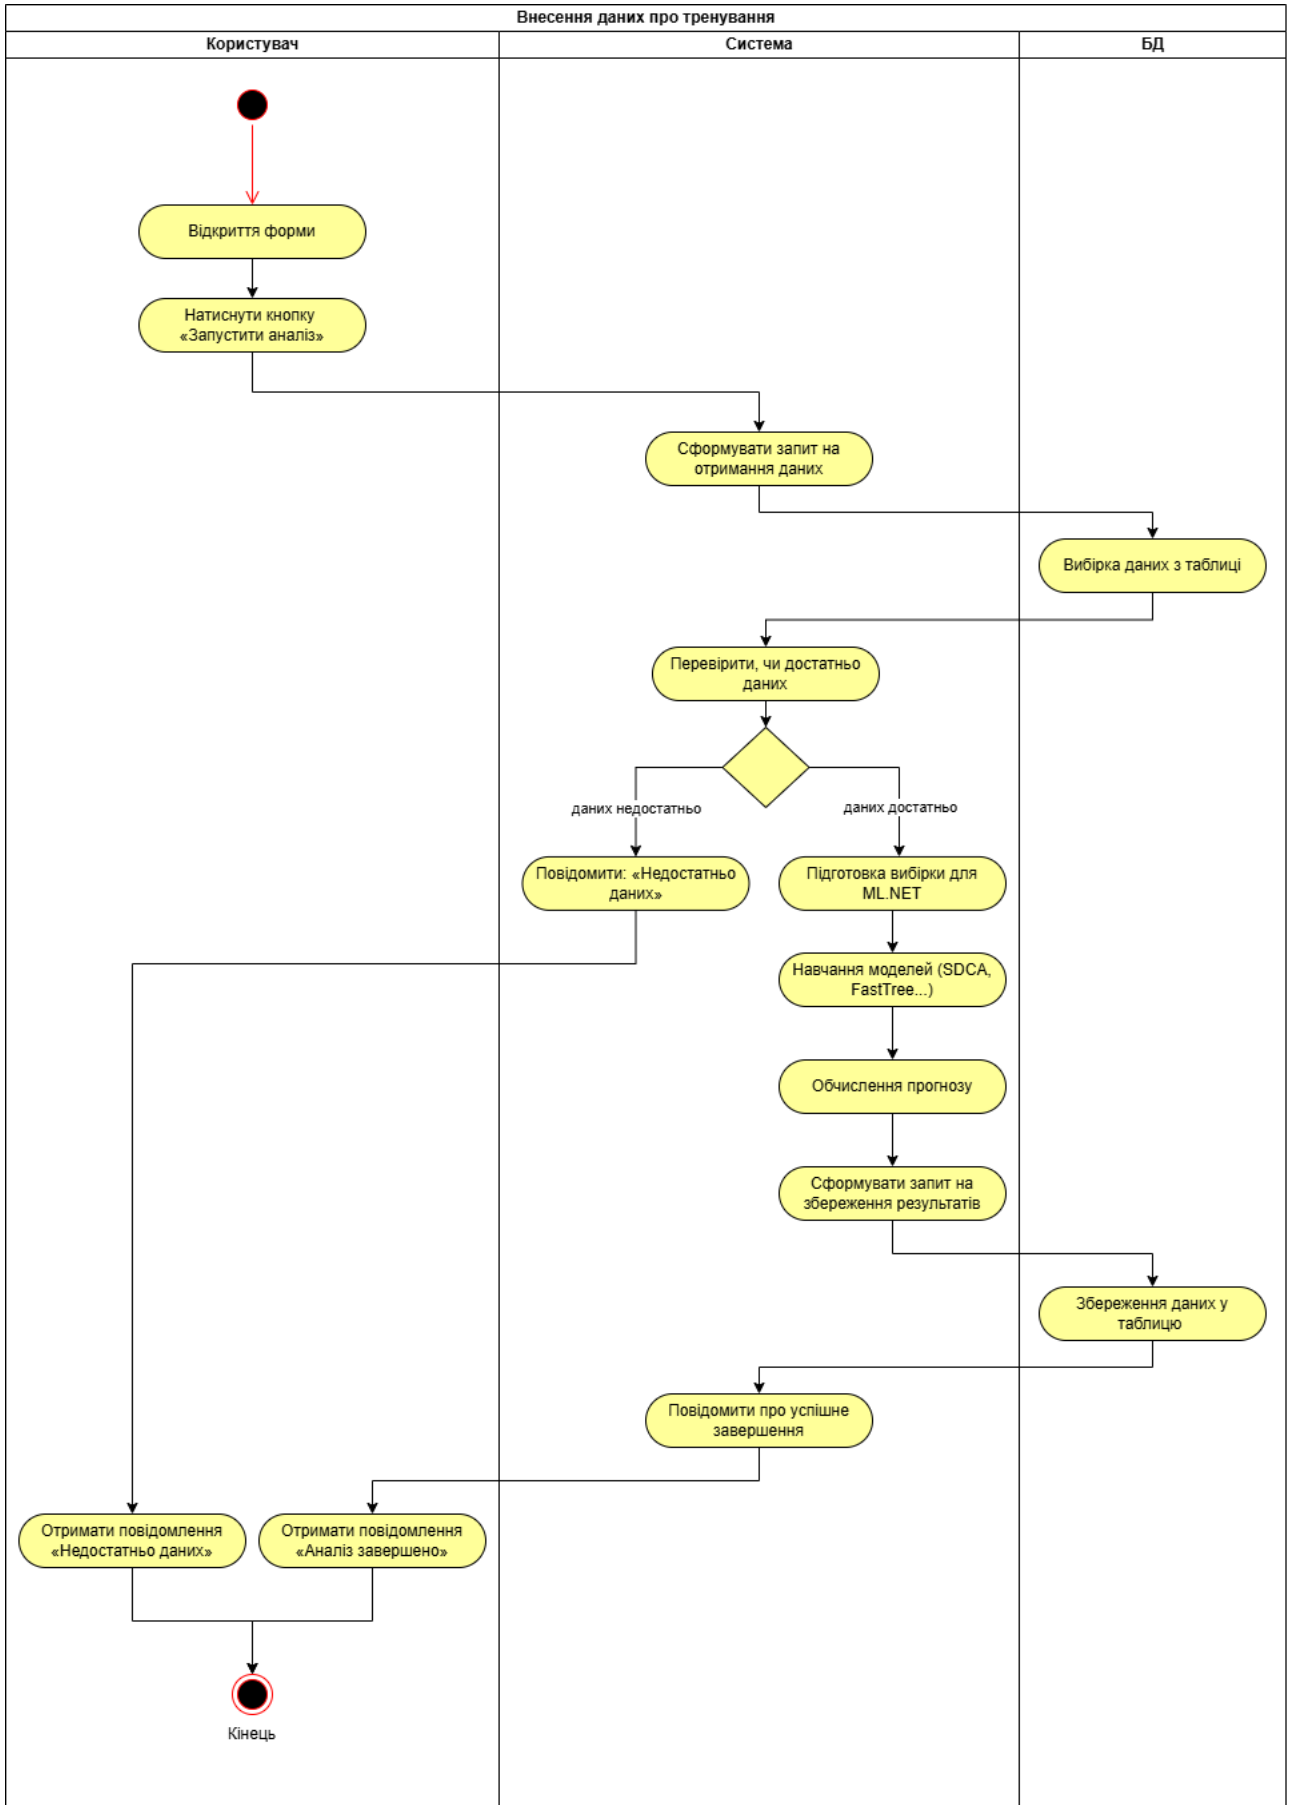 Внесення даних про тренування
Користувач
Система
БД
Відкриття форми
Натиснути кнопку
«Запустити аналіз»
Сформувати запит на
отримання даних
Вибірка даних з таблиці
Перевірити, чи достатньо
даних
даних недостатньо
даних достатньо
Повідомити: «Недостатньо
даних»
Підготовка вибірки для
ML.NET
Навчання моделей (SDCA,
FastTree...)
Обчислення прогнозу
Сформувати запит на
збереження результатів
Збереження даних у
таблицю
Повідомити про успішне
завершення
Отримати повідомлення
«Недостатньо даних»
Отримати повідомлення
«Аналіз завершено»
Кінець